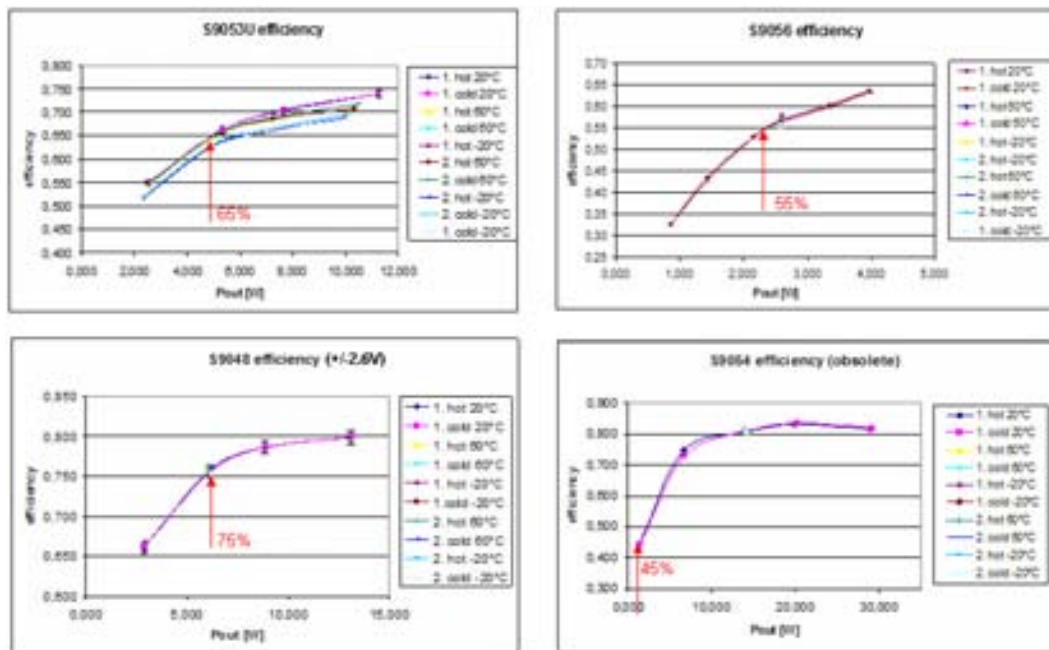 S9053U efficiency
0.800
0.750
0.700
0.650
0.600
0.550
0.500
0.450
0.400
efficiency
65%
0.000 2.000 4.000 6.000 8.000 10.000 12.000
Pout [W]
1. hot 20°C
1. cold 20°C
1. hot 60°C
1. cold 60°C
1. hot -20°C
2. hot 60°C
2. cold 60°C
2. hot -20°C
2. cold -20°C
1. cold -20°C
S9056 efficiency
0.70
0.65
0.60
0.55
0.50
0.45
0.40
0.35
0.30
0.25
efficiency
55%
0.000 1.000 2.000 3.000 4.000 5.000
Pout [W]
1. hot 20°C
1. cold 20°C
1. hot 60°C
1. cold 60°C
1. hot -20°C
2. hot -20°C
2. hot 60°C
2. cold 60°C
2. hot -20°C
1. cold -20°C
S9048 efficiency (+/-2.6V)
0.850
0.800
0.750
0.700
0.650
0.600
efficiency
75%
0.000 5.000 10.000 15.000
Pout [W]
1. hot 20°C
1. cold 20°C
1. hot 60°C
1. cold 60°C
1. hot -20°C
1. cold -20°C
2. hot 60°C
2. cold 60°C
2. hot -20°C
2. cold -20°C
S9064 efficiency (obsolete)
0.900
0.800
0.700
0.600
0.500
0.400
0.300
efficiency
45%
0.000 10.000 20.000 30.000
Pout [W]
1. hot 20°C
1. cold 20°C
1. hot 60°C
1. cold 60°C
1. hot -20°C
1. cold -20°C
2. hot 60°C
2. cold 60°C
2. hot -20°C
2. cold -20°C